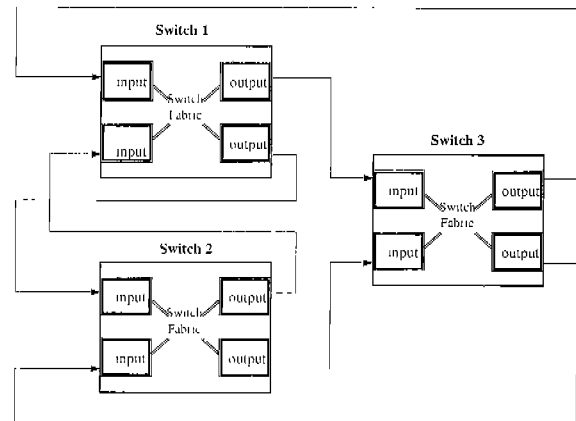 Switch 1
input
output
Switch
Fabric
input
output
Switch 3
input
output
Switch
Fabric
input
output
Switch 2
input
output
Switch
Fabric
input
output